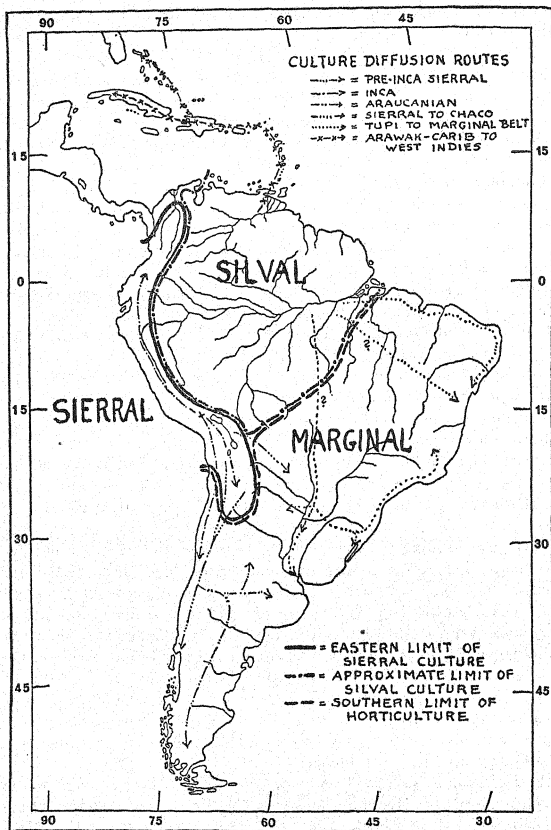 90 75 60 45
CULTURE DIFFUSION ROUTES
= PRE-INCA SIERRAL
= INCA
= ARAUCANIAN
= SIERRAL TO CHACO
= TUPI TO MARGINAL BELT
= ARAWAK-CARIB TO
WEST INDIES
15 15
SILVAL
0 0
?
?
15 SIERRAL 15
MARGINAL
30 30
= EASTERN LIMIT OF
SIERRAL CULTURE
= APPROXIMATE LIMIT OF
SILVAL CULTURE
= SOUTHERN LIMIT OF
HORTICULTURE
45 45
90 75 60 45 30